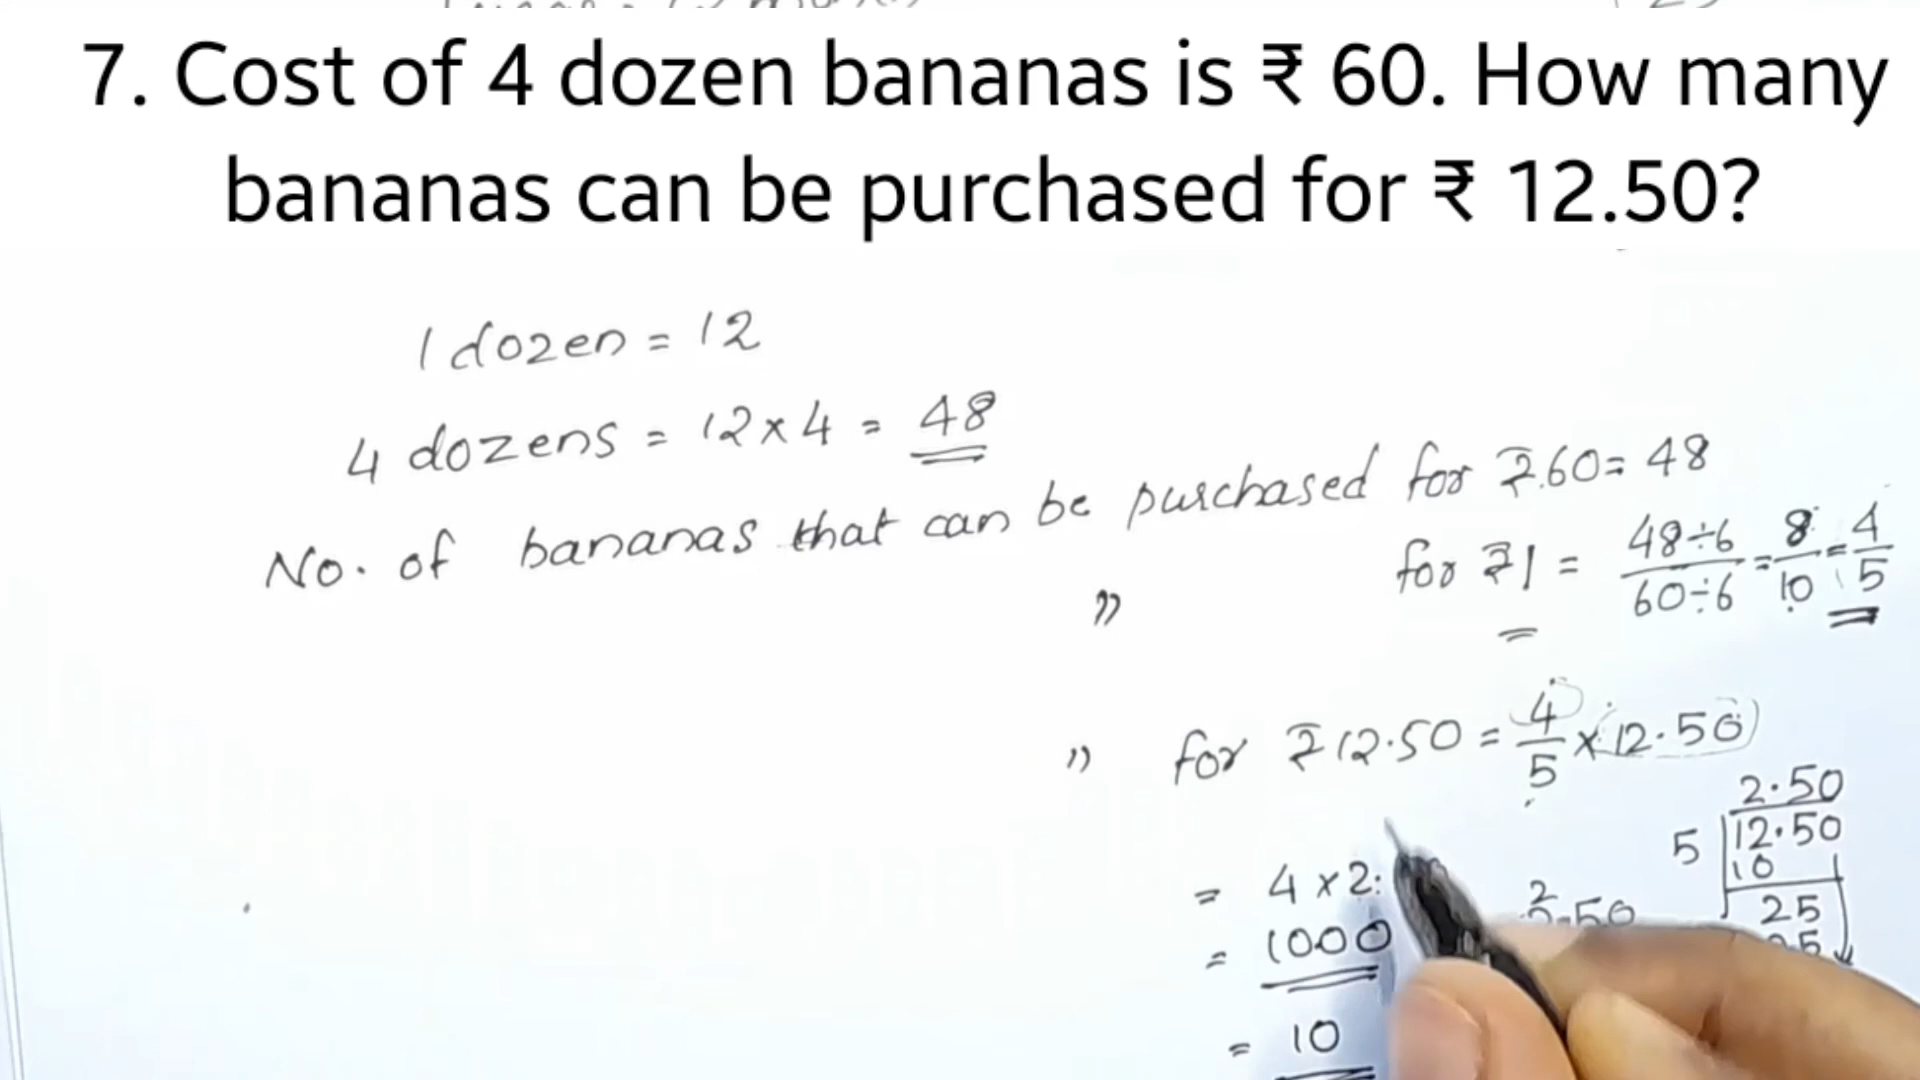 7. Cost of 4 dozen bananas is ₹ 60. How many
bananas can be purchased for ₹ 12.50?
1 dozen = 12
4 dozens = 12 x 4 = 48
No. of bananas that can be purchased for ₹.60 = 48
" for ₹1 = 48÷6/60÷6 = 8/10 = 4/5
" for ₹12.50 = 4/5 x 12.50
2.50
5 12.50
10
25
= 4 x 2.
= 1000
= 10